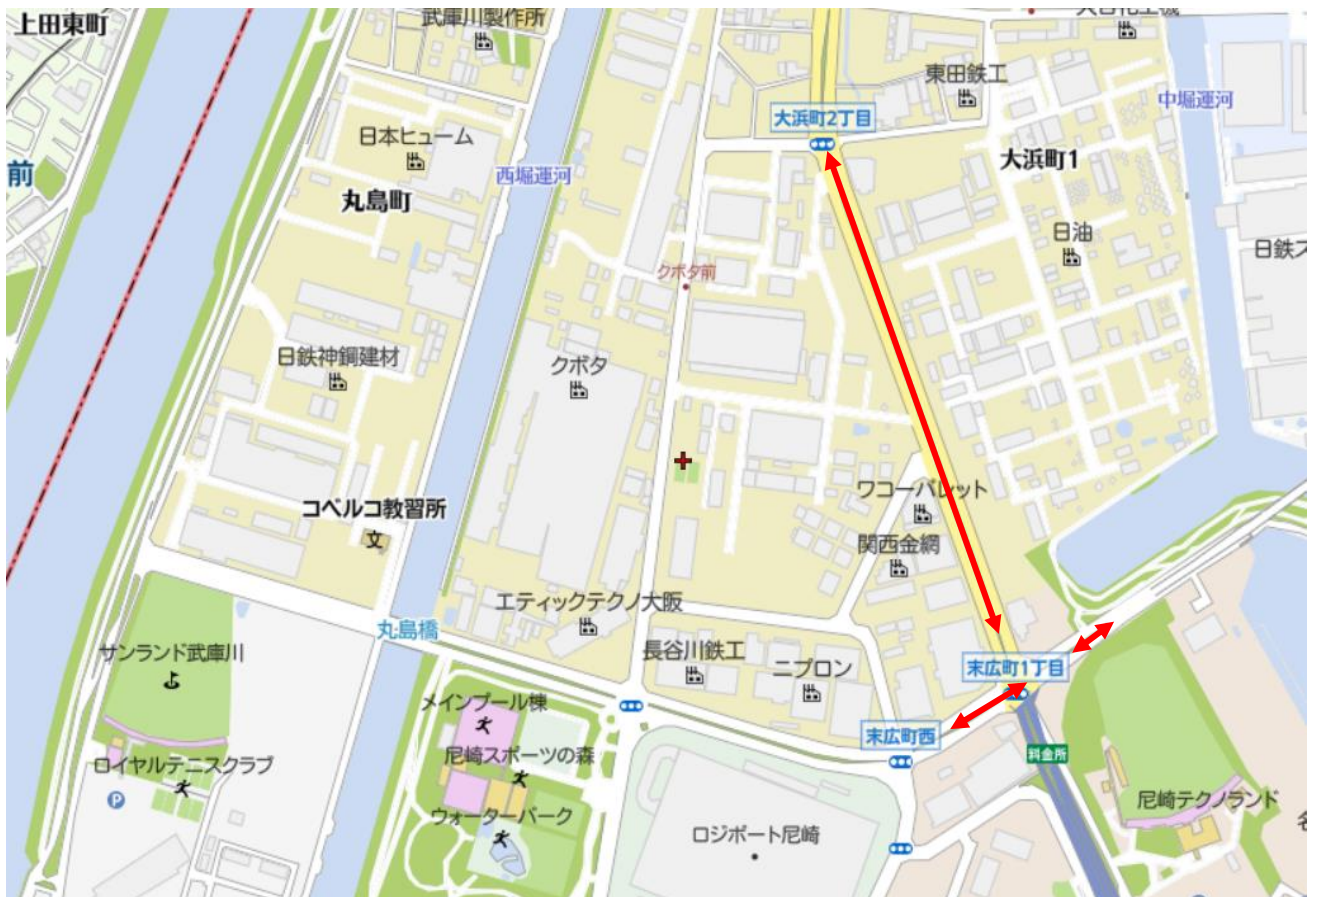 上田東町
武庫川製作所
東田鉄工
大浜町2丁目
中堀運河
日本ヒューム
大浜町1
前
西堀運河
丸島町
日油
クボタ前
日鉄神鋼建材
クボタ
ワコーパレット
コベルコ教習所
文
関西金網
エティックテクノ大阪
丸島橋
サンランド武庫川
長谷川鉄工
ニプロン
末広町1丁目
メインプール棟
末広町西
尼崎スポーツの森
料金所
ロイヤルテニスクラブ
P
尼崎テクノランド
ウォーターパーク
ロジポート尼崎